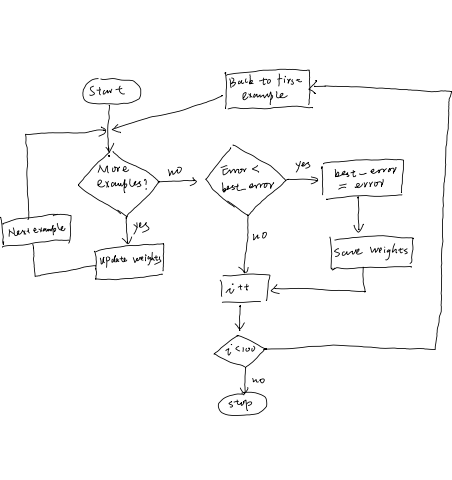 Start
Back to first
example
More
examples?
no
Error <
best_error
yes
best_error
= error
Next example
yes
update weights
no
Save weights
i++
i<100
no
stop